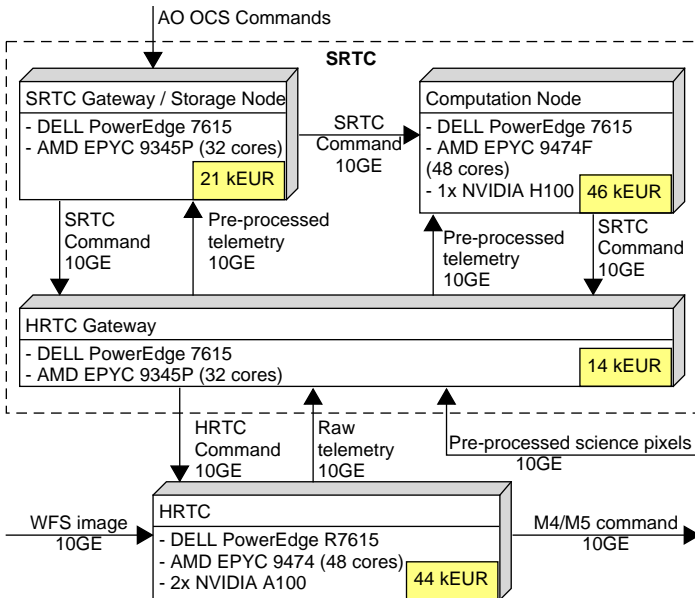 AO OCS Commands
SRTC
SRTC Gateway / Storage Node
- DELL PowerEdge 7615
- AMD EPYC 9345P (32 cores)
21 kEUR
SRTC
Command
10GE
Computation Node
- DELL PowerEdge 7615
- AMD EPYC 9474F
(48 cores)
- 1x NVIDIA H100
46 kEUR
SRTC
Command
10GE
Pre-processed
telemetry
10GE
Pre-processed
telemetry
10GE
SRTC
Command
10GE
HRTC Gateway
- DELL PowerEdge 7615
- AMD EPYC 9345P (32 cores)
14 kEUR
HRTC
Command
10GE
Raw
telemetry
10GE
Pre-processed science pixels
10GE
WFS image
10GE
HRTC
- DELL PowerEdge R7615
- AMD EPYC 9474 (48 cores)
- 2x NVIDIA A100
44 kEUR
M4/M5 command
10GE